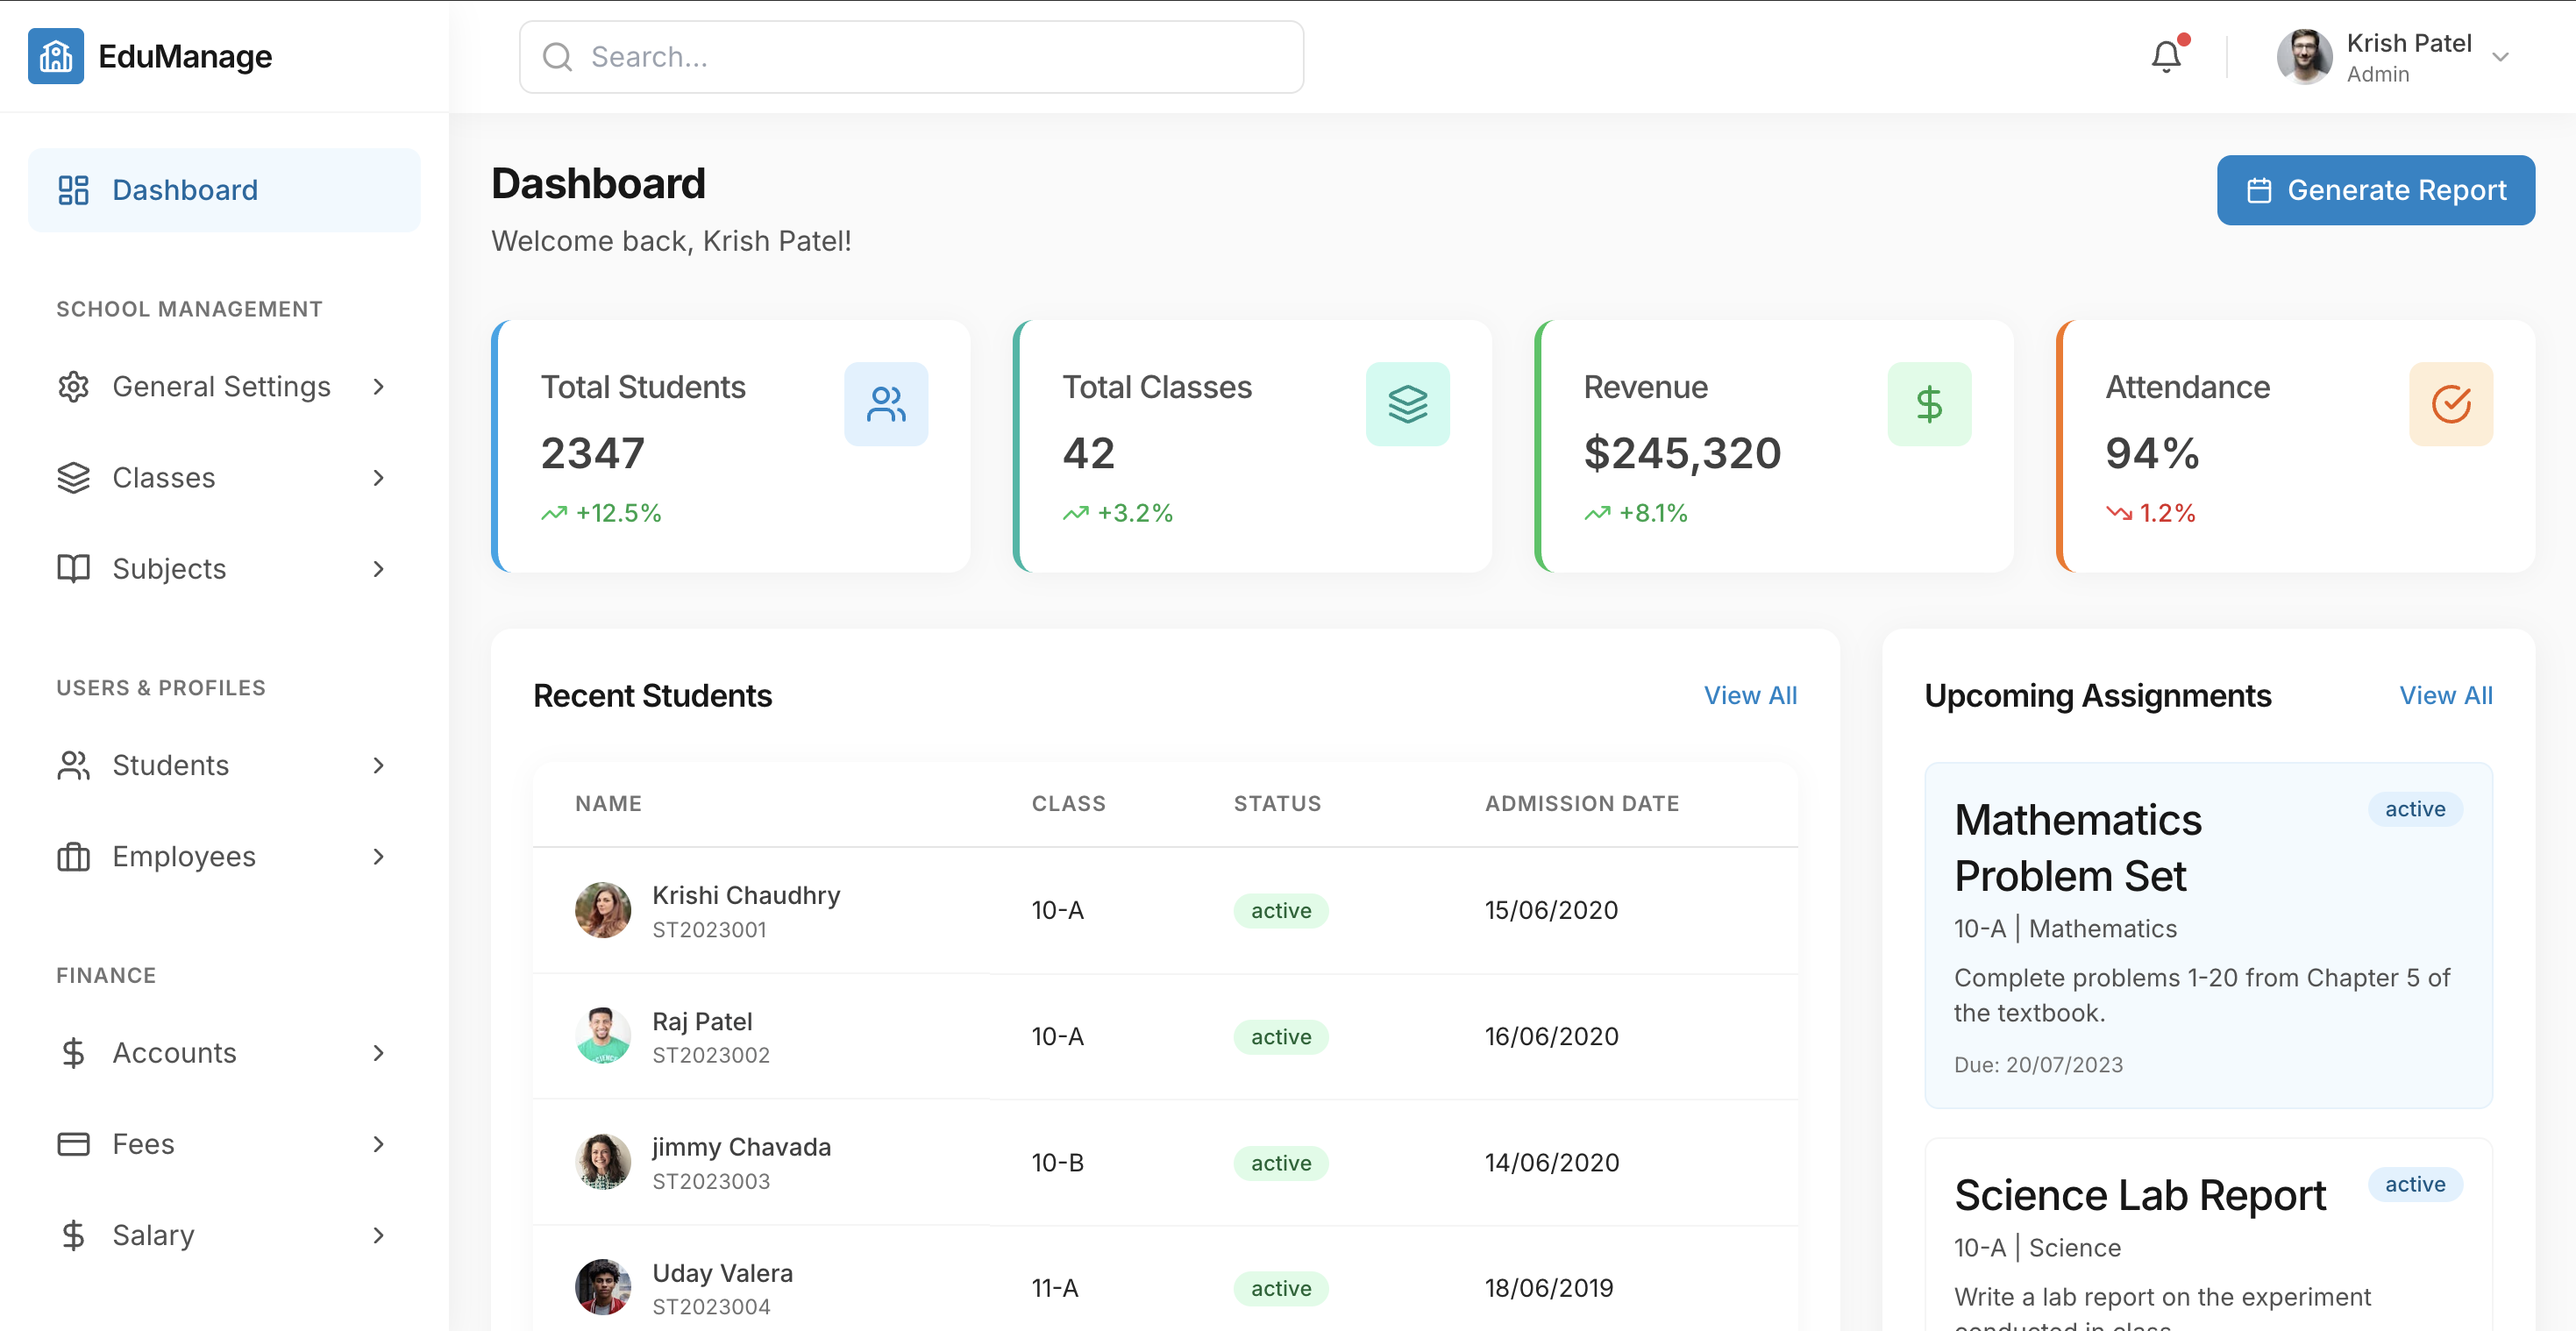 EduManage
Search...
Krish Patel
Admin
Dashboard
SCHOOL MANAGEMENT
General Settings
Classes
Subjects
USERS & PROFILES
Students
Employees
FINANCE
Accounts
Fees
Salary
Dashboard
Welcome back, Krish Patel!
Generate Report
Total Students
2347
+12.5%
Total Classes
42
+3.2%
Revenue
$245,320
+8.1%
Attendance
94%
1.2%
Recent Students
View All
NAME CLASS STATUS ADMISSION DATE
Krishi Chaudhry
ST2023001
10-A active 15/06/2020
Raj Patel
ST2023002
10-A active 16/06/2020
jimmy Chavada
ST2023003
10-B active 14/06/2020
Uday Valera
ST2023004
11-A active 18/06/2019
Upcoming Assignments
View All
Mathematics
Problem Set
active
10-A | Mathematics
Complete problems 1-20 from Chapter 5 of
the textbook.
Due: 20/07/2023
Science Lab Report
active
10-A | Science
Write a lab report on the experiment
conducted in class